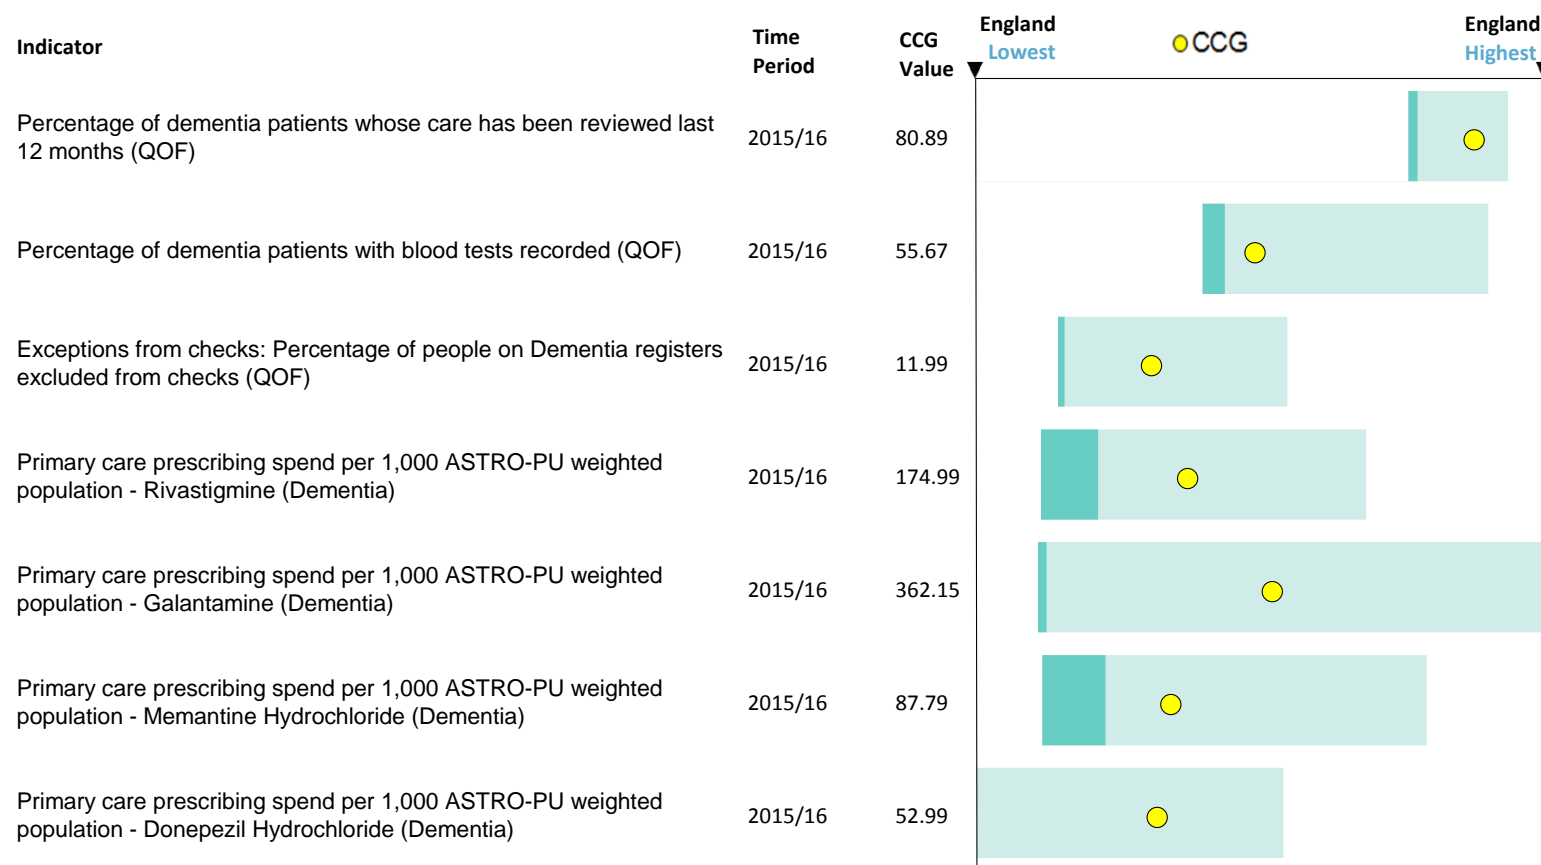 Indicator
Time Period
CCG Value
England Lowest
CCG
England Highest
Percentage of dementia patients whose care has been reviewed last
12 months (QOF)
2015/16
80.89
Percentage of dementia patients with blood tests recorded (QOF)
2015/16
55.67
Exceptions from checks: Percentage of people on Dementia registers
excluded from checks (QOF)
2015/16
11.99
Primary care prescribing spend per 1,000 ASTRO-PU weighted
population - Rivastigmine (Dementia)
2015/16
174.99
Primary care prescribing spend per 1,000 ASTRO-PU weighted
population - Galantamine (Dementia)
2015/16
362.15
Primary care prescribing spend per 1,000 ASTRO-PU weighted
population - Memantine Hydrochloride (Dementia)
2015/16
87.79
Primary care prescribing spend per 1,000 ASTRO-PU weighted
population - Donepezil Hydrochloride (Dementia)
2015/16
52.99